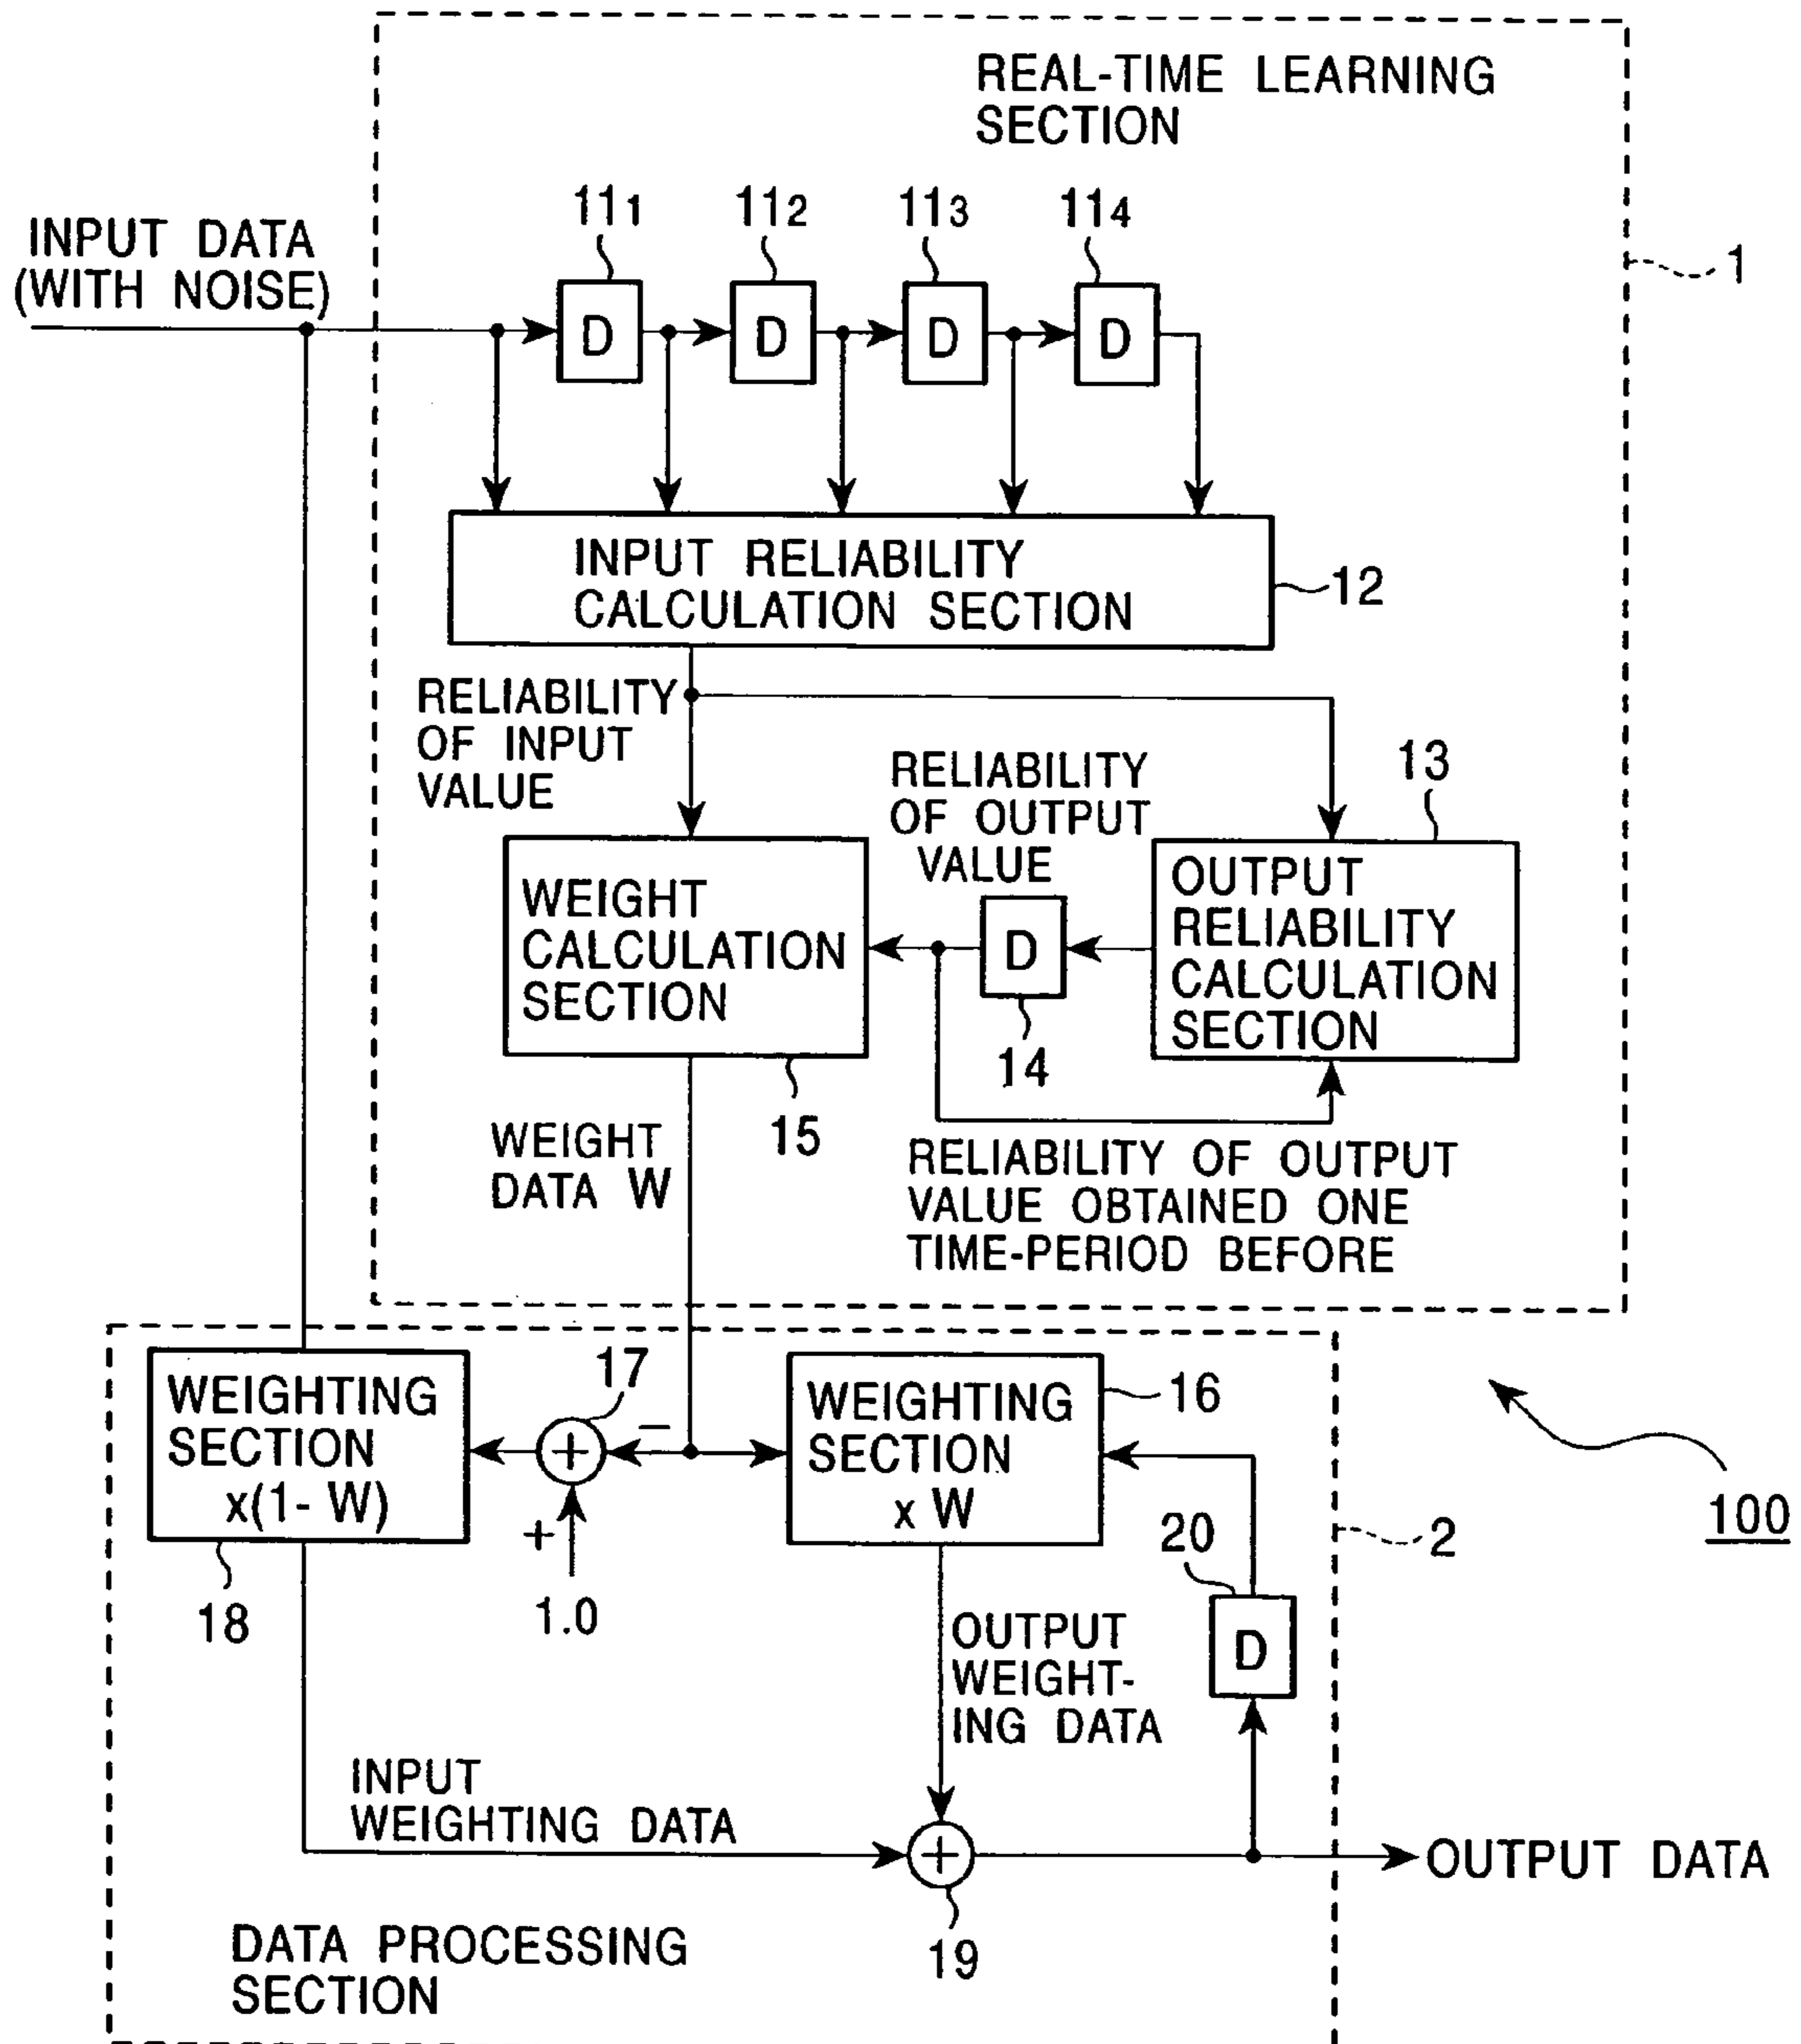 REAL-TIME LEARNING
SECTION
11₁
11₂
11₃
11₄
INPUT DATA
(WITH NOISE)
1
D
D
D
D
INPUT RELIABILITY
CALCULATION SECTION
12
RELIABILITY
OF INPUT
VALUE
RELIABILITY
OF OUTPUT
VALUE
13
WEIGHT
CALCULATION
SECTION
D
OUTPUT
RELIABILITY
CALCULATION
SECTION
14
15
WEIGHT
DATA W
RELIABILITY OF OUTPUT
VALUE OBTAINED ONE
TIME-PERIOD BEFORE
17
WEIGHTING
SECTION
x(1- W)
+
−
+
1.0
WEIGHTING
SECTION
x W
16
100
2
20
18
D
OUTPUT
WEIGHT-
ING DATA
INPUT
WEIGHTING DATA
+
OUTPUT DATA
19
DATA PROCESSING
SECTION